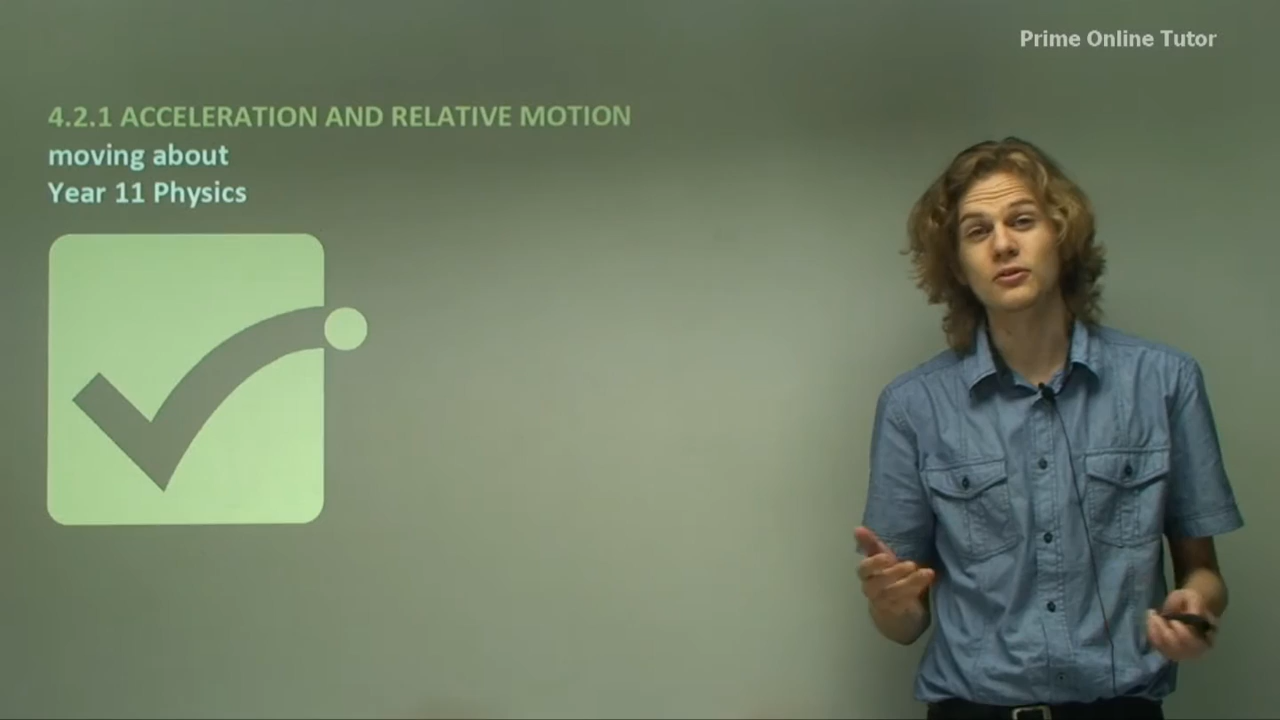 Prime Online Tutor
4.2.1 ACCELERATION AND RELATIVE MOTION
moving about
Year 11 Physics